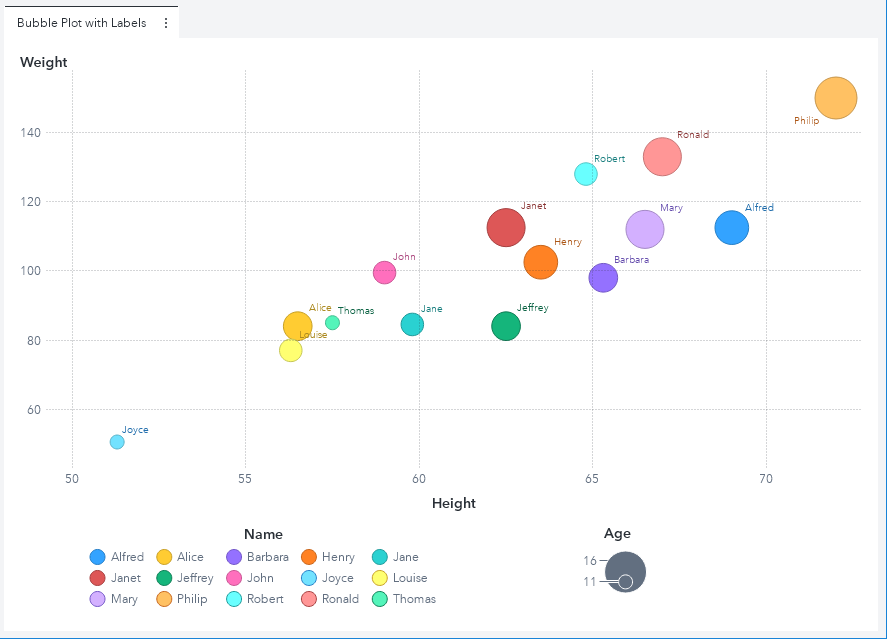 Bubble Plot with Labels
Weight
Philip
140
Ronald
Robert
120
Janet
Mary
Alfred
Henry
Barbara
100
John
Alice
Thomas
Jane
Jeffrey
80
Louise
60
Joyce
50 55 60 65 70
Height
Name
Alfred Alice Barbara Henry Jane
Janet Jeffrey John Joyce Louise
Mary Philip Robert Ronald Thomas
Age
16
11